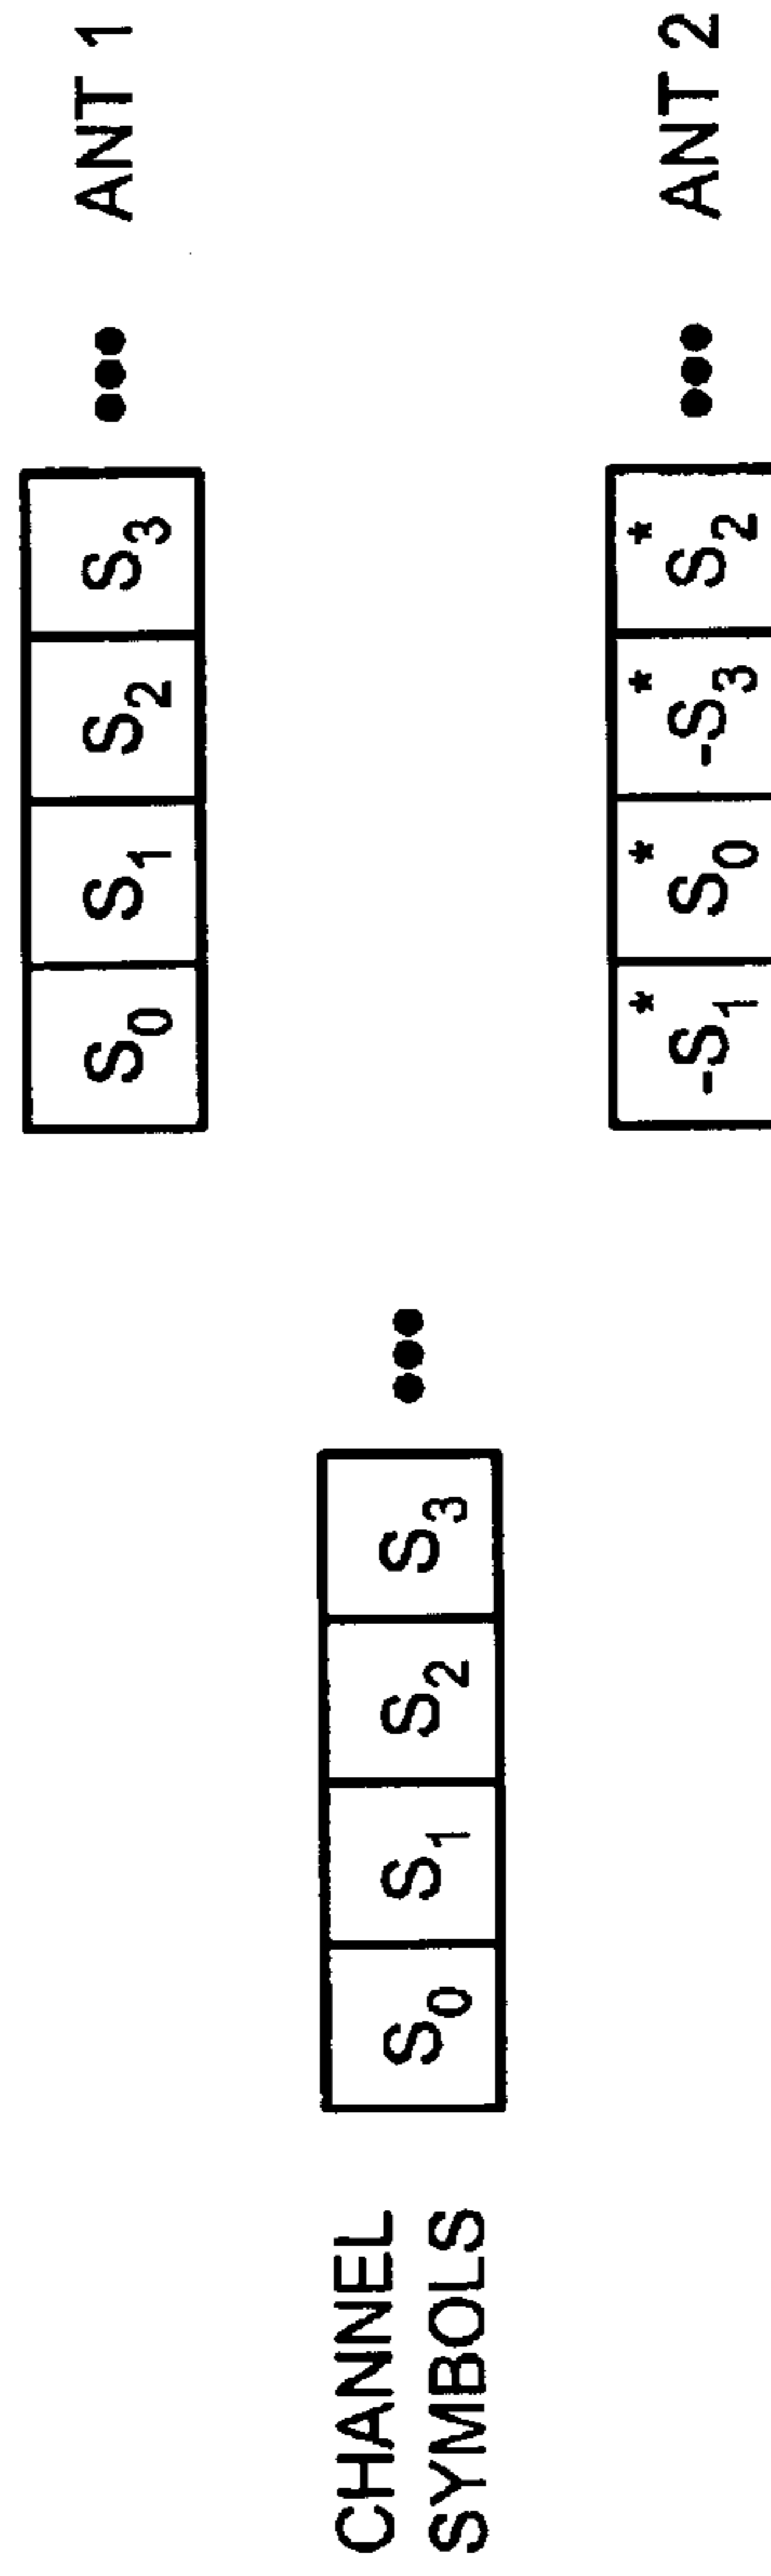 S₀ S₁ S₂ S₃ ••• ANT 1
CHANNEL
SYMBOLS
S₀ S₁ S₂ S₃ •••
-S₁* S₀* -S₃* S₂* ••• ANT 2